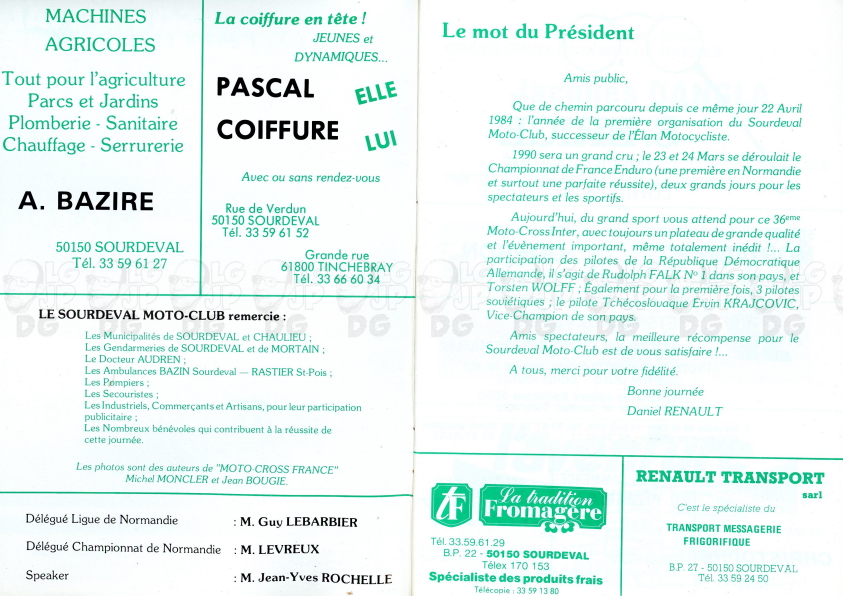 MACHINES
AGRICOLES
Tout pour l'agriculture
Parcs et Jardins
Plomberie - Sanitaire
Chauffage - Serrurerie
A. BAZIRE
50150 SOURDEVAL
Tél. 33 59 61 27
La coiffure en tête !
JEUNES et
DYNAMIQUES...
PASCAL
COIFFURE
ELLE
LUI
Avec ou sans rendez-vous
Rue de Verdun
50150 SOURDEVAL
Tél. 33 59 61 52
Grande rue
61800 TINCHEBRAY
Tél. 33 66 60 34
LE SOURDEVAL MOTO-CLUB remercie :
Les Municipalités de SOURDEVAL et CHAULIEU ;
Les Gendarmeries de SOURDEVAL et de MORTAIN ;
Le Docteur AUDREN ;
Les Ambulances BAZIN Sourdeval — RASTIER St-Pois ;
Les Pompiers ;
Les Secouristes ;
Les Industriels, Commerçants et Artisans, pour leur participation
publicitaire ;
Les Nombreux bénévoles qui contribuent à la réussite de
cette journée.
Les photos sont des auteurs de "MOTO-CROSS FRANCE"
Michel MONCLER et Jean BOUGIE.
Délégué Ligue de Normandie : M. Guy LEBARBIER
Délégué Championnat de Normandie : M. LEVREUX
Speaker : M. Jean-Yves ROCHELLE
Le mot du Président
Amis public,
Que de chemin parcouru depuis ce même jour 22 Avril
1984 : l'année de la première organisation du Sourdeval
Moto-Club, successeur de l'Élan Motocycliste.
1990 sera un grand cru ; le 23 et 24 Mars se déroulait le
Championnat de France Enduro (une première en Normandie
et surtout une parfaite réussite), deux grands jours pour les
spectateurs et les sportifs.
Aujourd'hui, du grand sport vous attend pour ce 36eme
Moto-Cross Inter, avec toujours un plateau de grande qualité
et l'évènement important, même totalement inédit !... La
participation des pilotes de la République Démocratique
Allemande, il s'agit de Rudolph FALK N° 1 dans son pays, et
Torsten WOLFF ; Également pour la première fois, 3 pilotes
soviétiques ; le pilote Tchécoslovaque Ervin KRAJCOVIC,
Vice-Champion de son pays.
Amis spectateurs, la meilleure récompense pour le
Sourdeval Moto-Club est de vous satisfaire !...
A tous, merci pour votre fidélité.
Bonne journée
Daniel RENAULT
tF
La tradition
Fromagère
Tél. 33.59.61.29
B.P. 22 - 50150 SOURDEVAL
Télex 170 153
Spécialiste des produits frais
Télécopie : 33 59 13 80
RENAULT TRANSPORT
sarl
C'est le spécialiste du
TRANSPORT MESSAGERIE
FRIGORIFIQUE
B.P. 27 - 50150 SOURDEVAL
Tél. 33 59 24 50